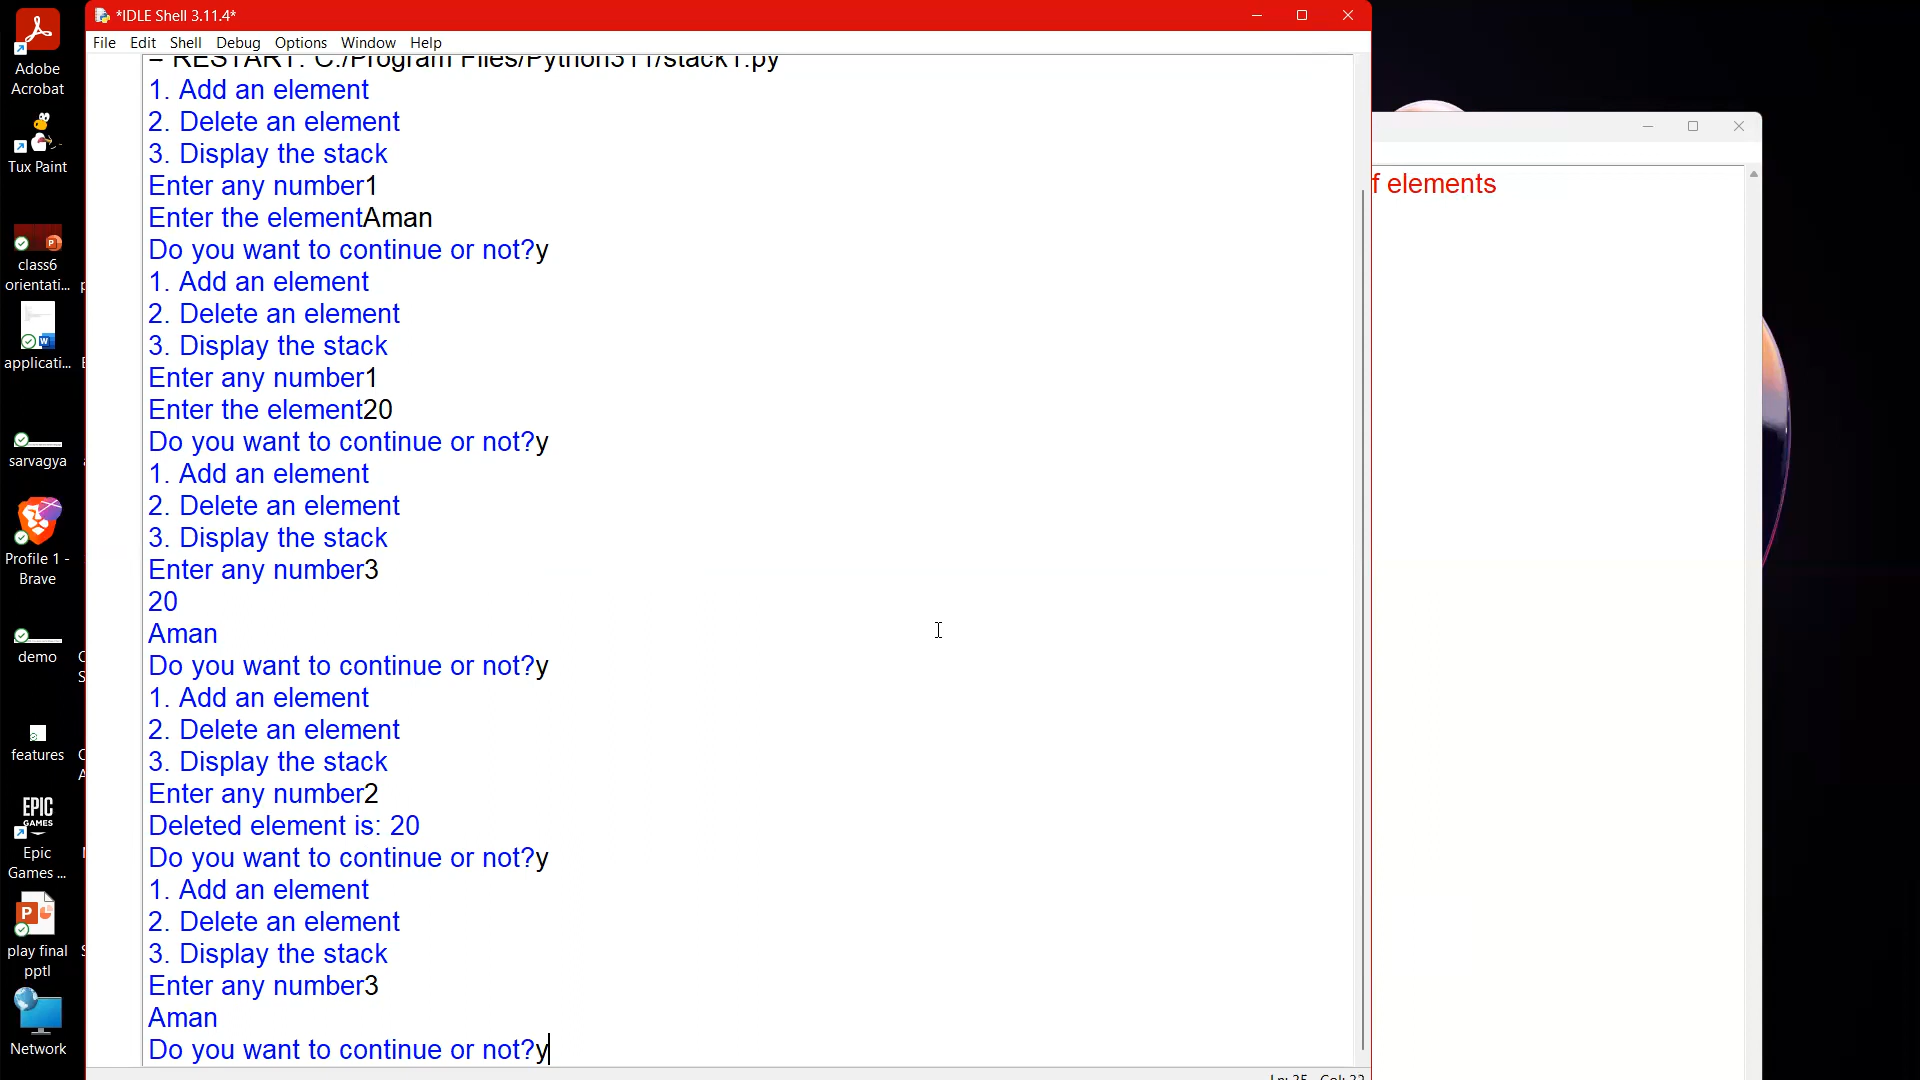 *IDLE Shell 3.11.4*
File Edit Shell Debug Options Window Help
= RESTART: C:/Program Files/Python311/stack1.py
1. Add an element
2. Delete an element
3. Display the stack
Enter any number1
Enter the elementAman
Do you want to continue or not?y
1. Add an element
2. Delete an element
3. Display the stack
Enter any number1
Enter the element20
Do you want to continue or not?y
1. Add an element
2. Delete an element
3. Display the stack
Enter any number3
20
Aman
Do you want to continue or not?y
1. Add an element
2. Delete an element
3. Display the stack
Enter any number2
Deleted element is: 20
Do you want to continue or not?y
1. Add an element
2. Delete an element
3. Display the stack
Enter any number3
Aman
Do you want to continue or not?y
f elements
Adobe
Acrobat
Tux Paint
class6
orientati...
applicati...
sarvagya
Profile 1 -
Brave
demo
features
EPIC
GAMES
Epic
Games ...
play final
pptl
Network